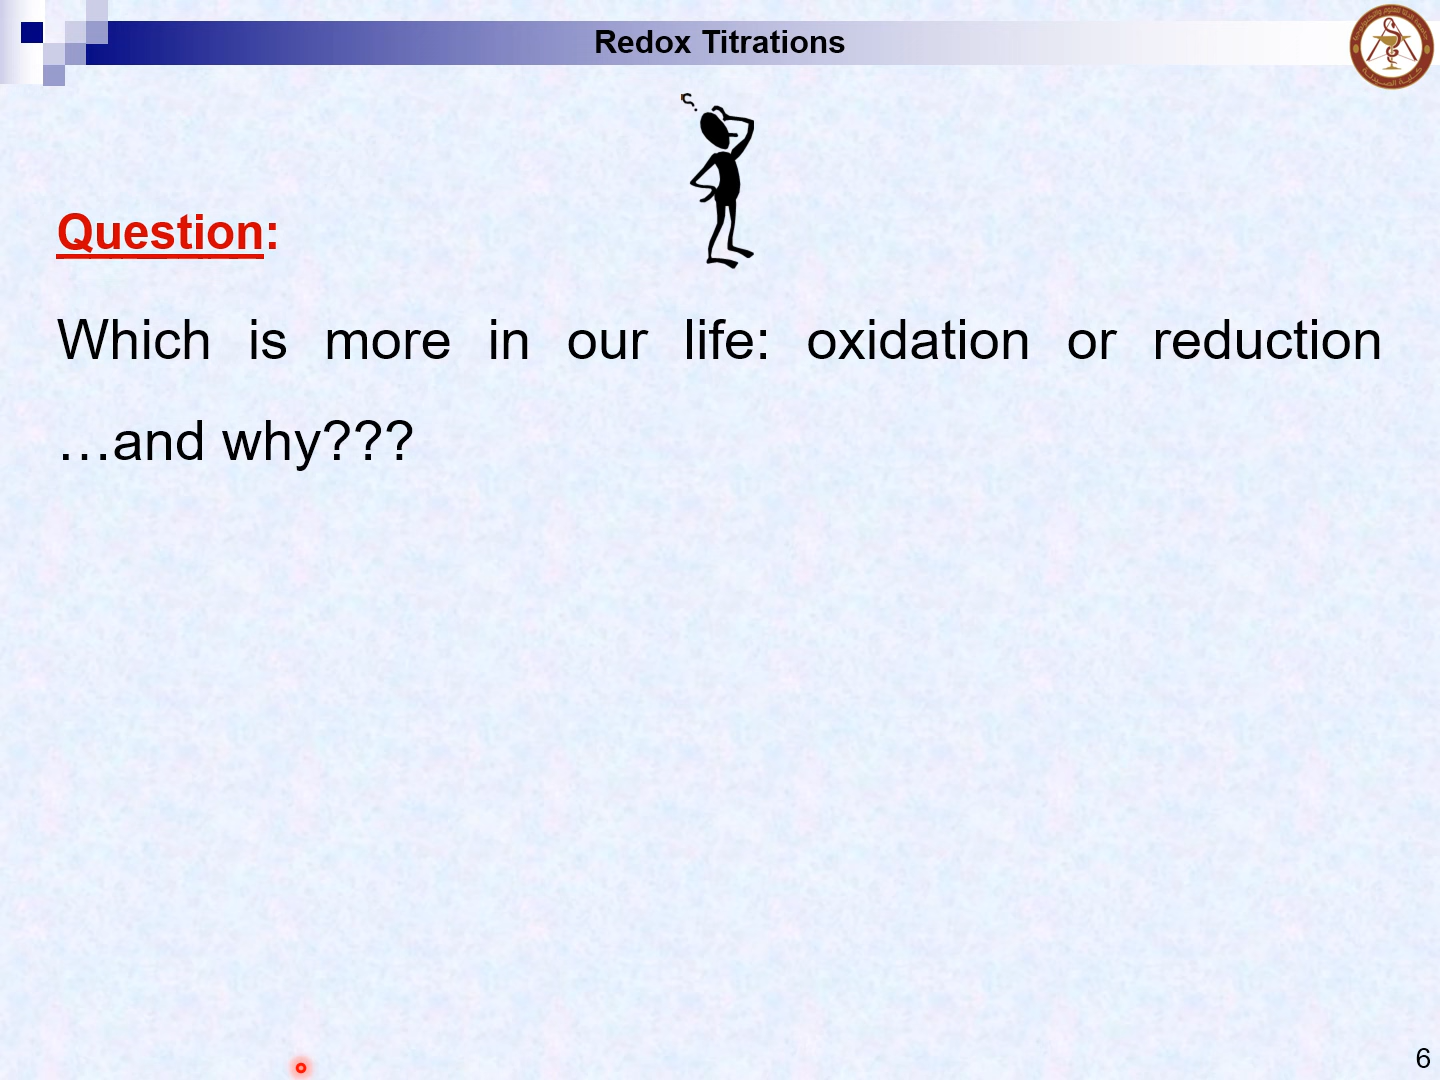 Redox Titrations
Question:
Which is more in our life: oxidation or reduction
…and why???
6